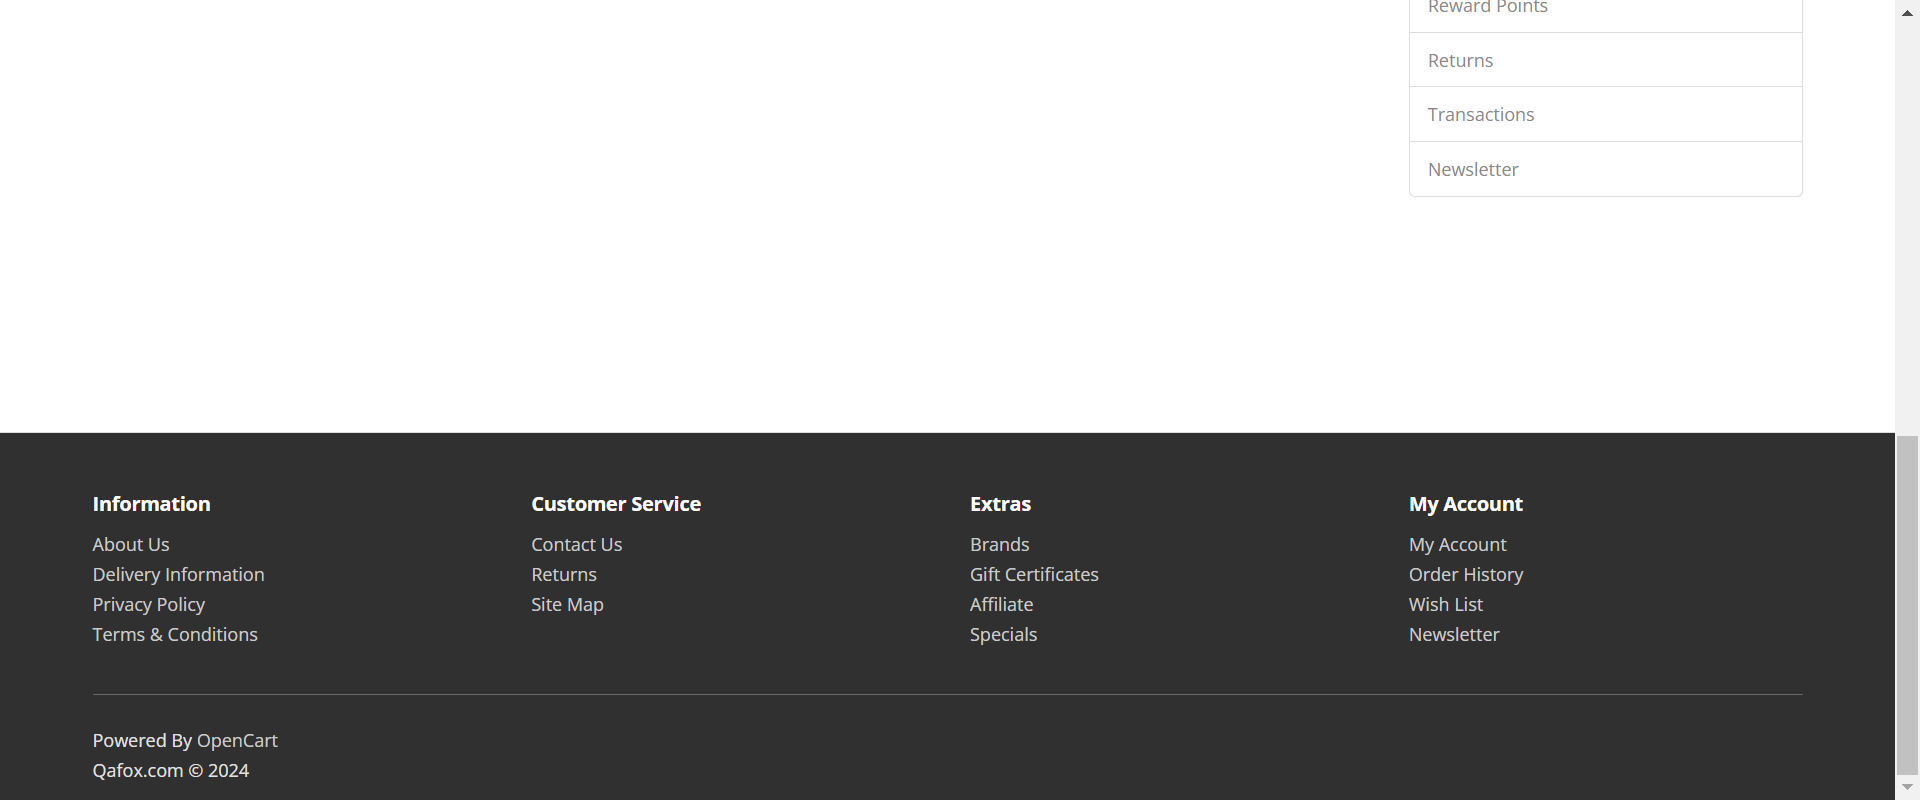 Reward Points
Returns
Transactions
Newsletter
Information
About Us
Delivery Information
Privacy Policy
Terms & Conditions
Customer Service
Contact Us
Returns
Site Map
Extras
Brands
Gift Certificates
Affiliate
Specials
My Account
My Account
Order History
Wish List
Newsletter
Powered By OpenCart
Qafox.com © 2024